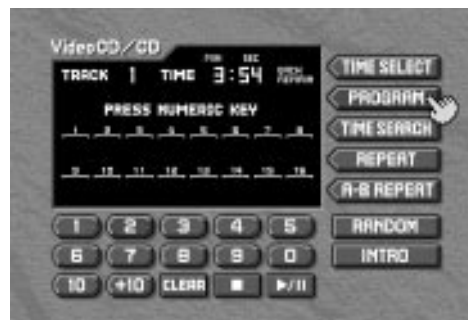 VideoCD/CD
MIN SEC
TRACK 1 TIME 3:54 EACH REMAIN
PRESS NUMERIC KEY
1 2 3 4 5 6 7 8
9 10 11 12 13 14 15 16
TIME SELECT
PROGRAM
TIME SEARCH
REPEAT
A-B REPEAT
1 2 3 4 5 RANDOM
6 7 8 9 0 INTRO
10 +10 CLEAR ■ ▶/II